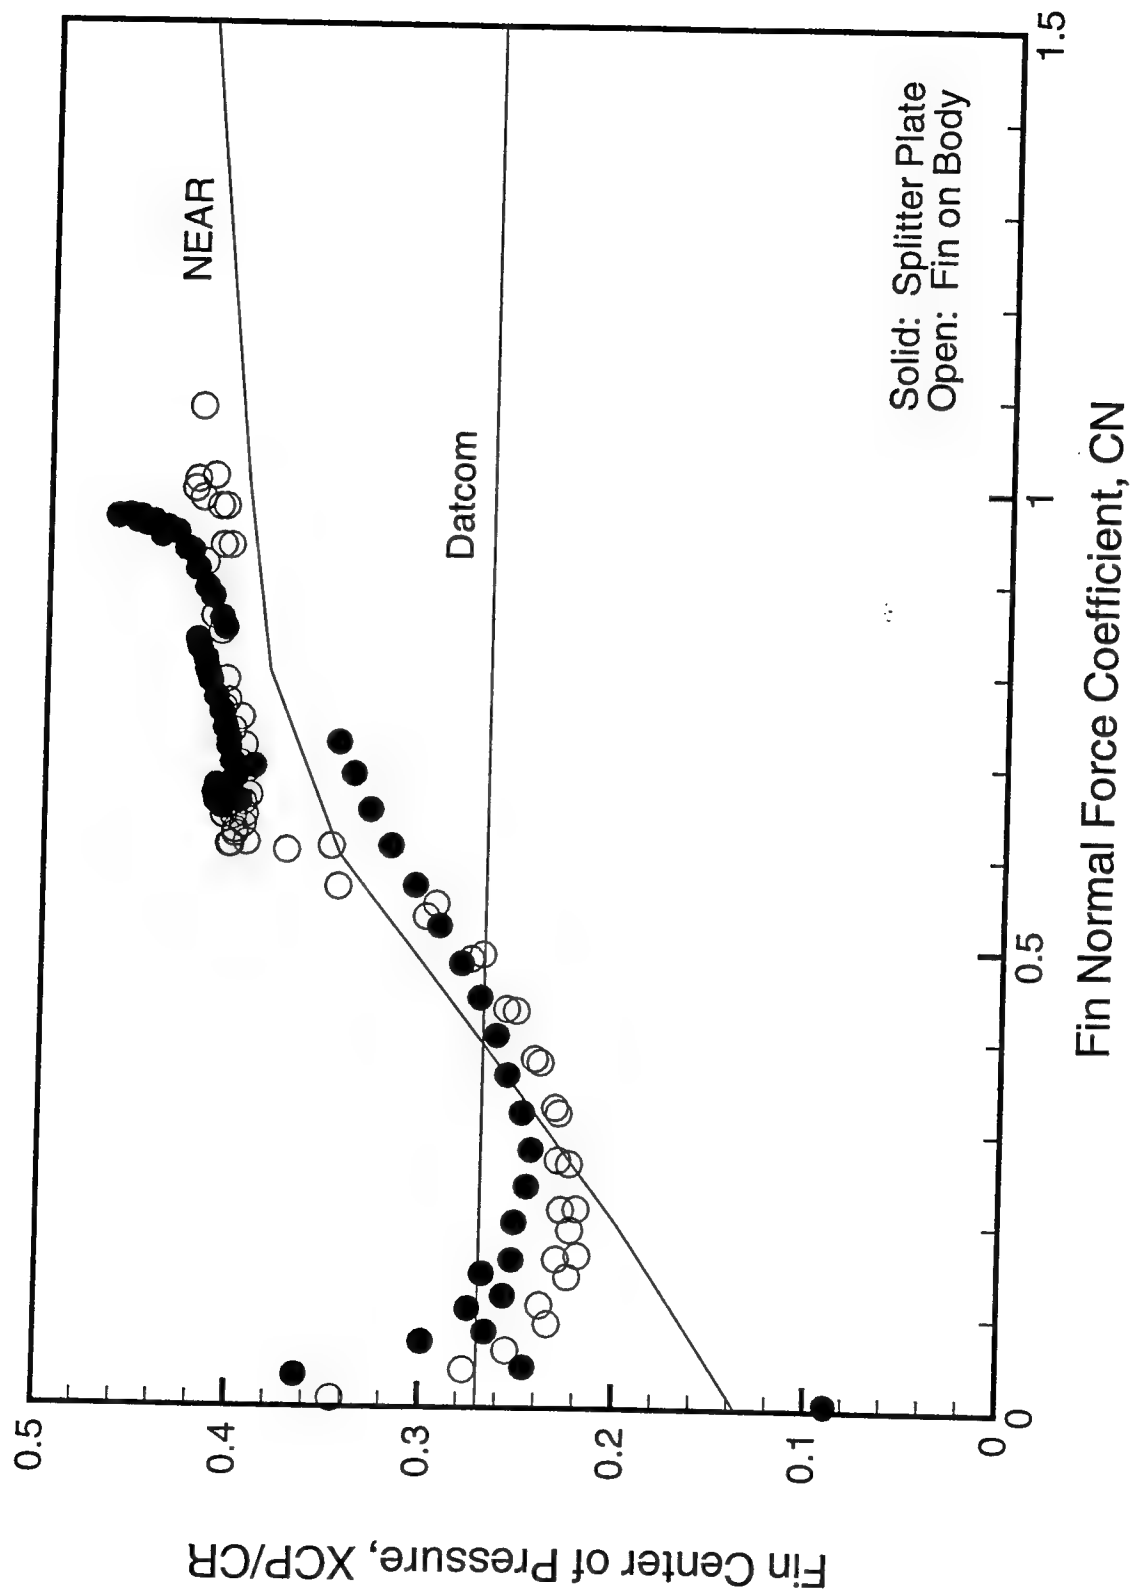 Fin Center of Pressure, XCP/CR
0.5
0.4
0.3
0.2
0.1
0
NEAR
Datcom
Solid: Splitter Plate
Open: Fin on Body
0
0.5
1
1.5
Fin Normal Force Coefficient, CN